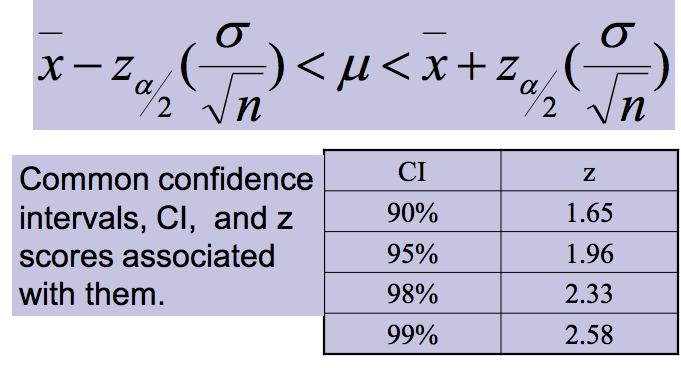 x̅ − z_{α/2}(σ/√n) < μ < x̅ + z_{α/2}(σ/√n)
Common confidence
intervals, CI, and z
scores associated
with them.
CI z
90% 1.65
95% 1.96
98% 2.33
99% 2.58